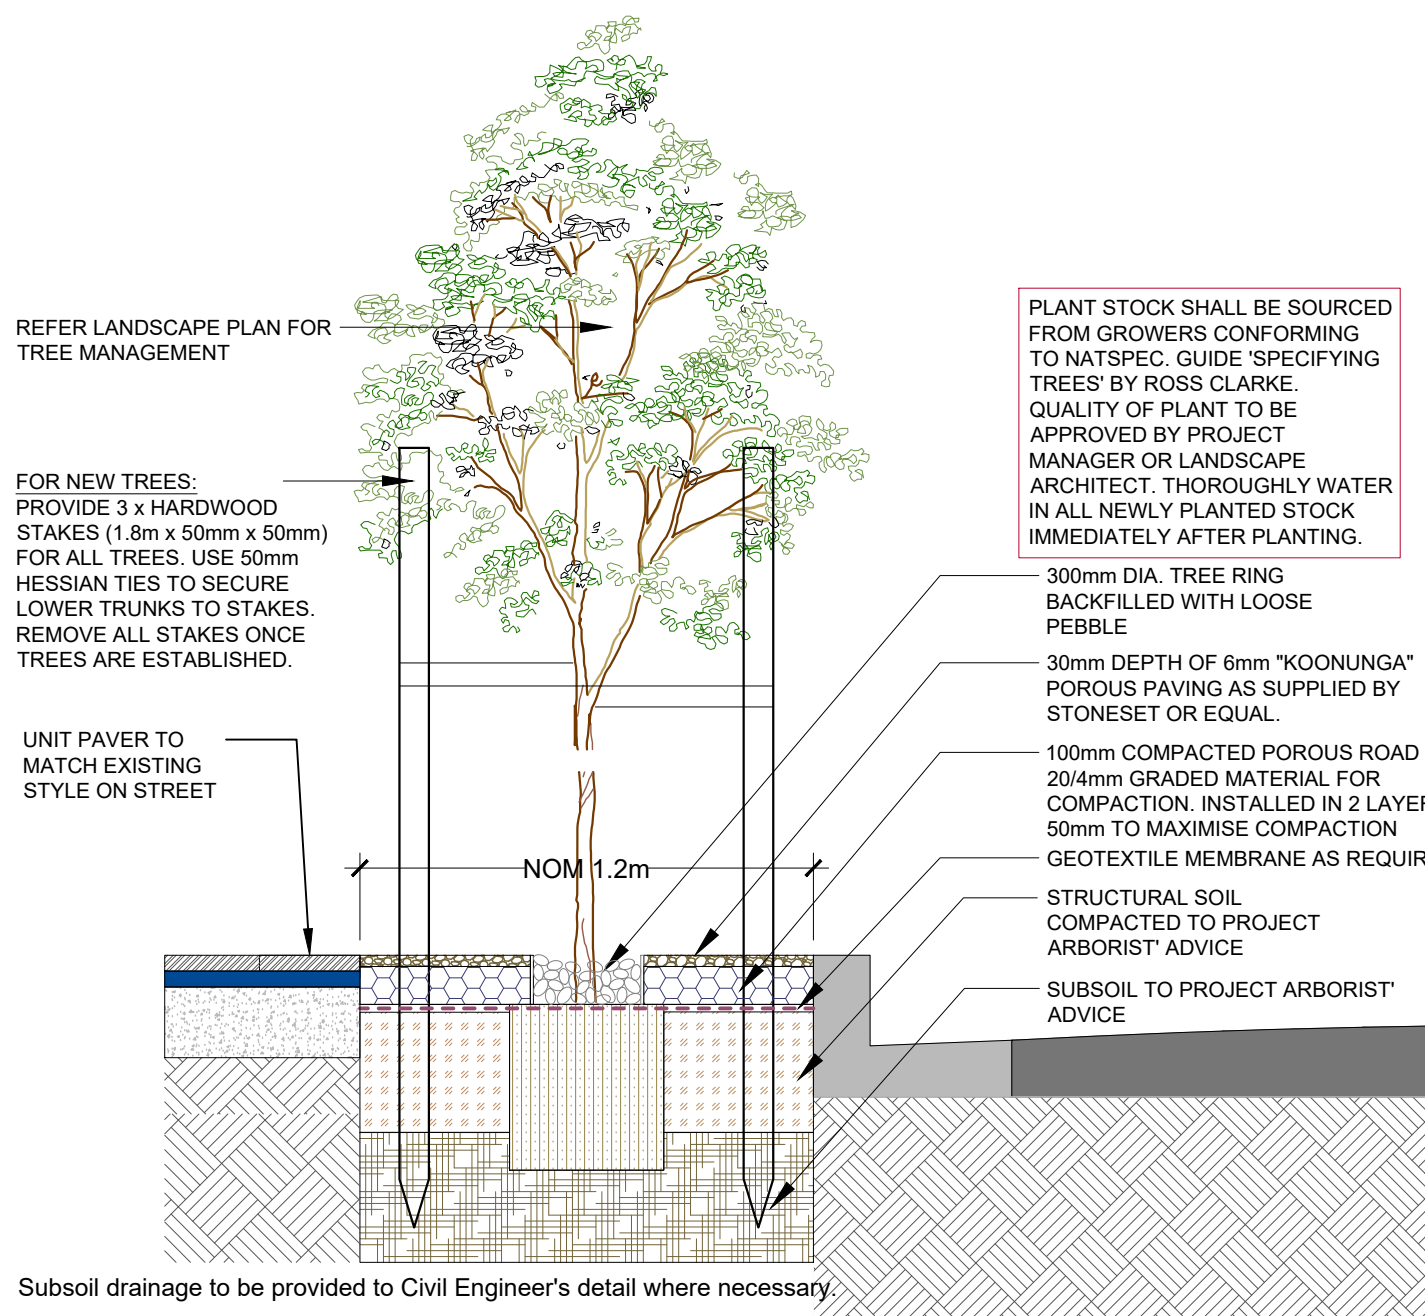 REFER LANDSCAPE PLAN FOR
TREE MANAGEMENT
FOR NEW TREES:
PROVIDE 3 x HARDWOOD
STAKES (1.8m x 50mm x 50mm)
FOR ALL TREES. USE 50mm
HESSIAN TIES TO SECURE
LOWER TRUNKS TO STAKES.
REMOVE ALL STAKES ONCE
TREES ARE ESTABLISHED.
UNIT PAVER TO
MATCH EXISTING
STYLE ON STREET
NOM 1.2m
PLANT STOCK SHALL BE SOURCED
FROM GROWERS CONFORMING
TO NATSPEC. GUIDE 'SPECIFYING
TREES' BY ROSS CLARKE.
QUALITY OF PLANT TO BE
APPROVED BY PROJECT
MANAGER OR LANDSCAPE
ARCHITECT. THOROUGHLY WATER
IN ALL NEWLY PLANTED STOCK
IMMEDIATELY AFTER PLANTING.
300mm DIA. TREE RING
BACKFILLED WITH LOOSE
PEBBLE
30mm DEPTH OF 6mm "KOONUNGA"
POROUS PAVING AS SUPPLIED BY
STONESET OR EQUAL.
100mm COMPACTED POROUS ROAD
20/4mm GRADED MATERIAL FOR
COMPACTION. INSTALLED IN 2 LAYER
50mm TO MAXIMISE COMPACTION
GEOTEXTILE MEMBRANE AS REQUIR
STRUCTURAL SOIL
COMPACTED TO PROJECT
ARBORIST' ADVICE
SUBSOIL TO PROJECT ARBORIST'
ADVICE
Subsoil drainage to be provided to Civil Engineer's detail where necessary.